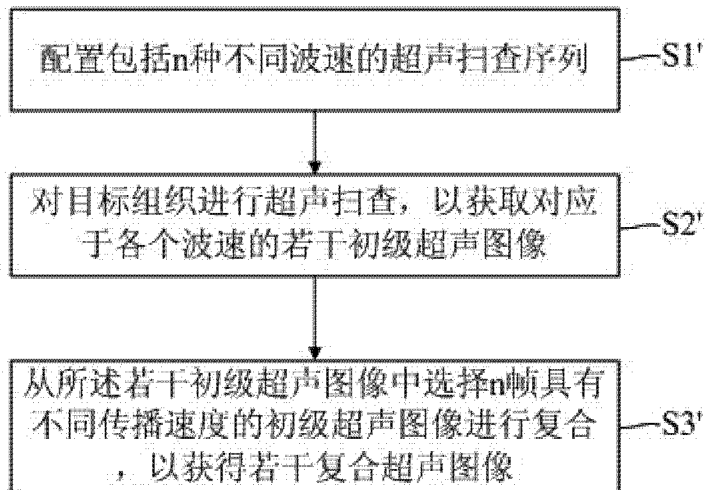 配置包括n种不同波速的超声扫查序列
S1'
对目标组织进行超声扫查，以获取对应
于各个波速的若干初级超声图像
S2'
从所述若干初级超声图像中选择n帧具有
不同传播速度的初级超声图像进行复合
，以获得若干复合超声图像
S3'